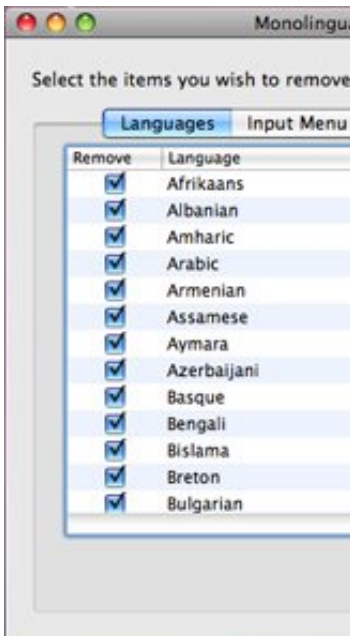 Monolingu
Select the items you wish to remove
Languages Input Menu
Remove Language
Afrikaans
Albanian
Amharic
Arabic
Armenian
Assamese
Aymara
Azerbaijani
Basque
Bengali
Bislama
Breton
Bulgarian